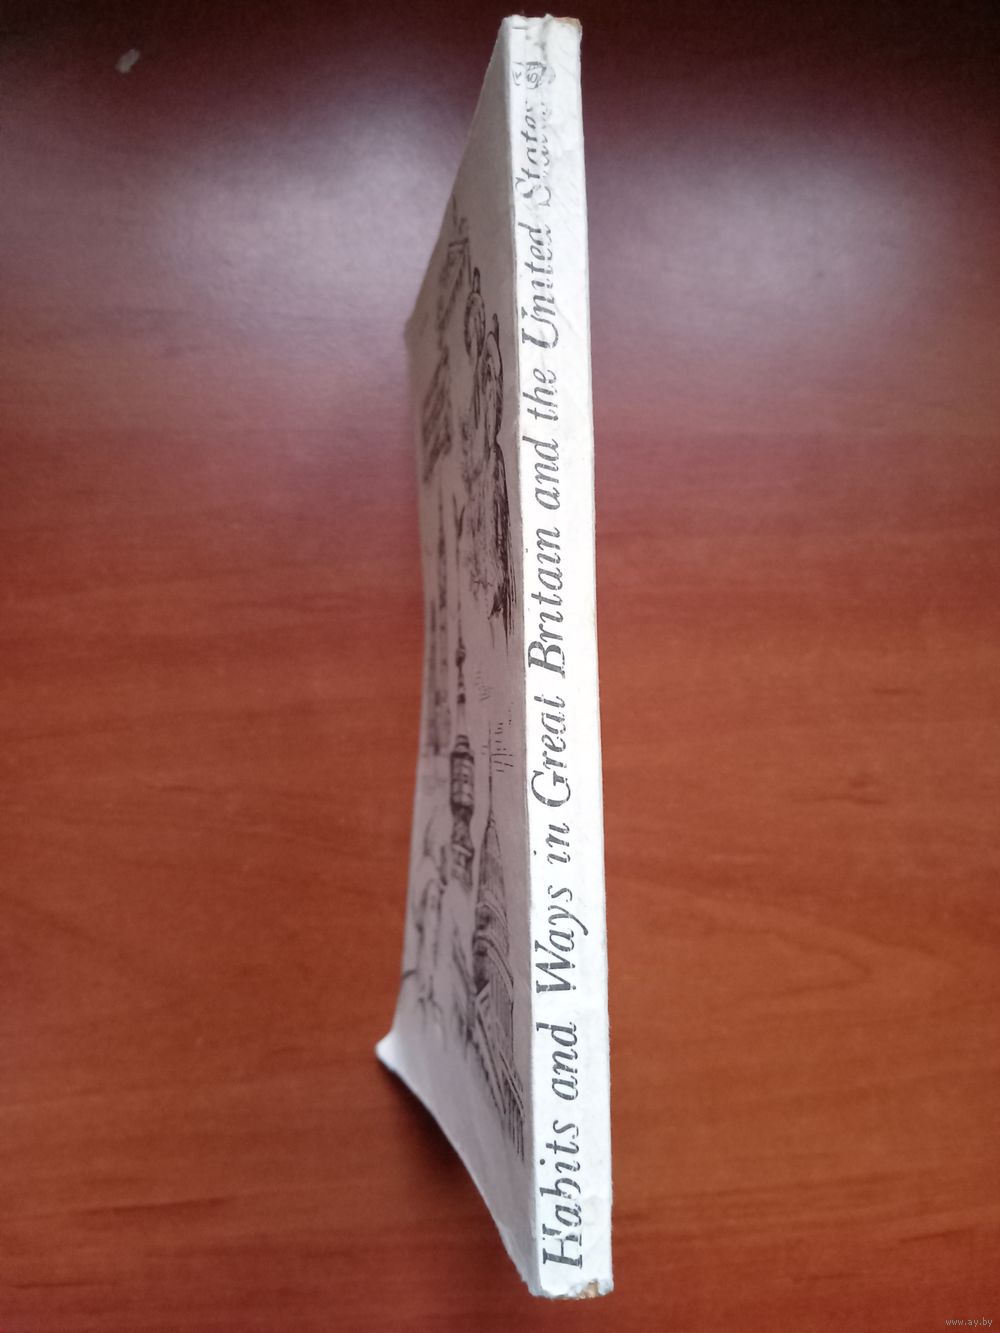 Habits and Ways in Great Britain and the United States
www.ay.by